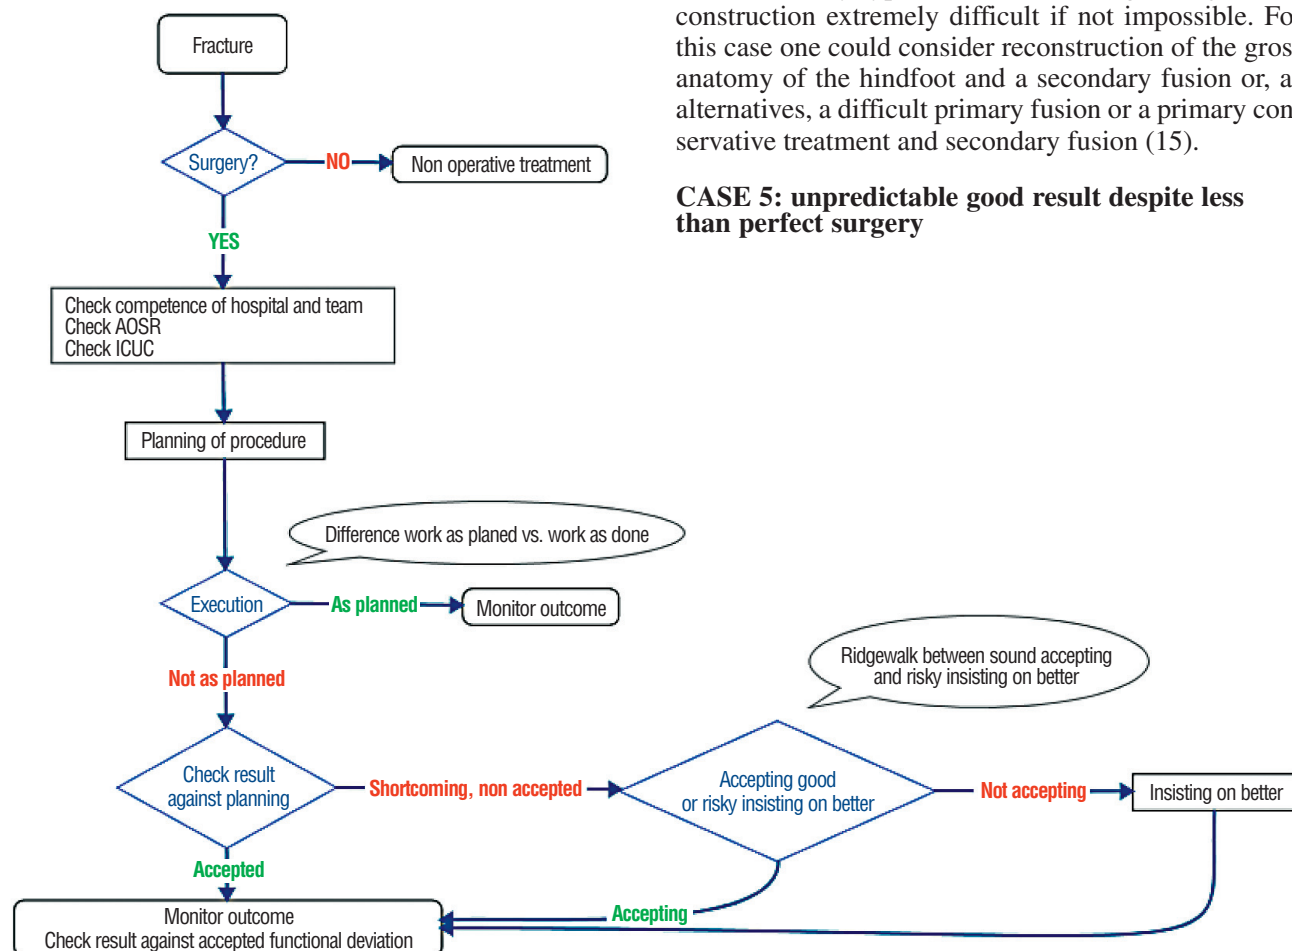 construction extremely difficult if not impossible. Fo
this case one could consider reconstruction of the gros
anatomy of the hindfoot and a secondary fusion or, a
alternatives, a difficult primary fusion or a primary con
servative treatment and secondary fusion (15).
CASE 5: unpredictable good result despite less
than perfect surgery
Fracture
Surgery?
NO
Non operative treatment
YES
Check competence of hospital and team
Check AOSR
Check ICUC
Planning of procedure
Difference work as planed vs. work as done
Execution
As planned
Monitor outcome
Not as planned
Ridgewalk between sound accepting
and risky insisting on better
Check result
against planning
Shortcoming, non accepted
Accepting good
or risky insisting on better
Not accepting
Insisting on better
Accepted
Accepting
Monitor outcome
Check result against accepted functional deviation